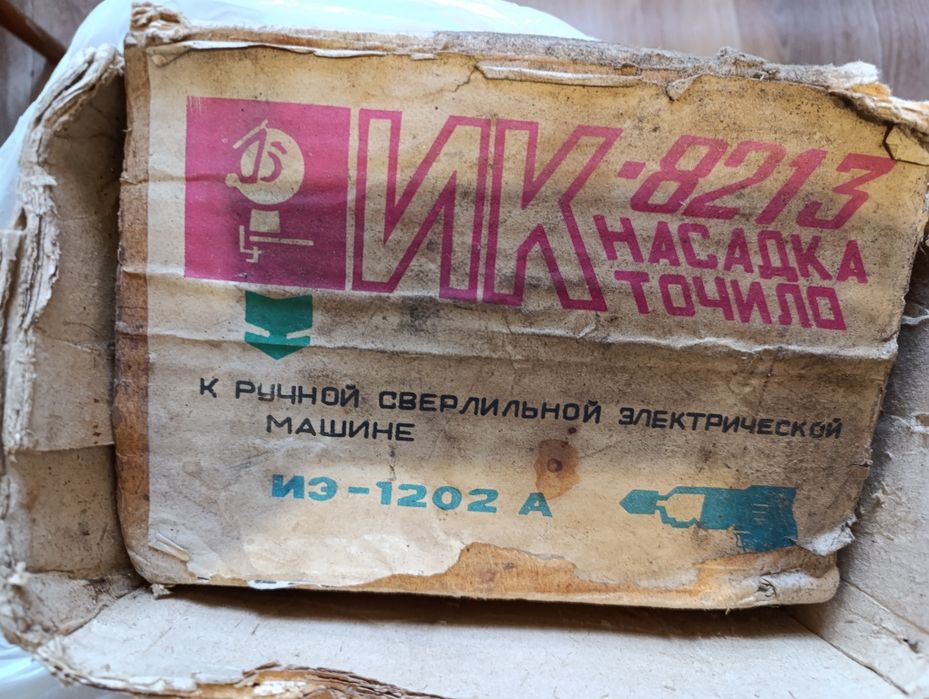 ИК-8213
НАСАДКА
ТОЧИЛО
К РУЧНОЙ СВЕРЛИЛЬНОЙ ЭЛЕКТРИЧЕСКОЙ
МАШИНЕ
ИЭ-1202 А